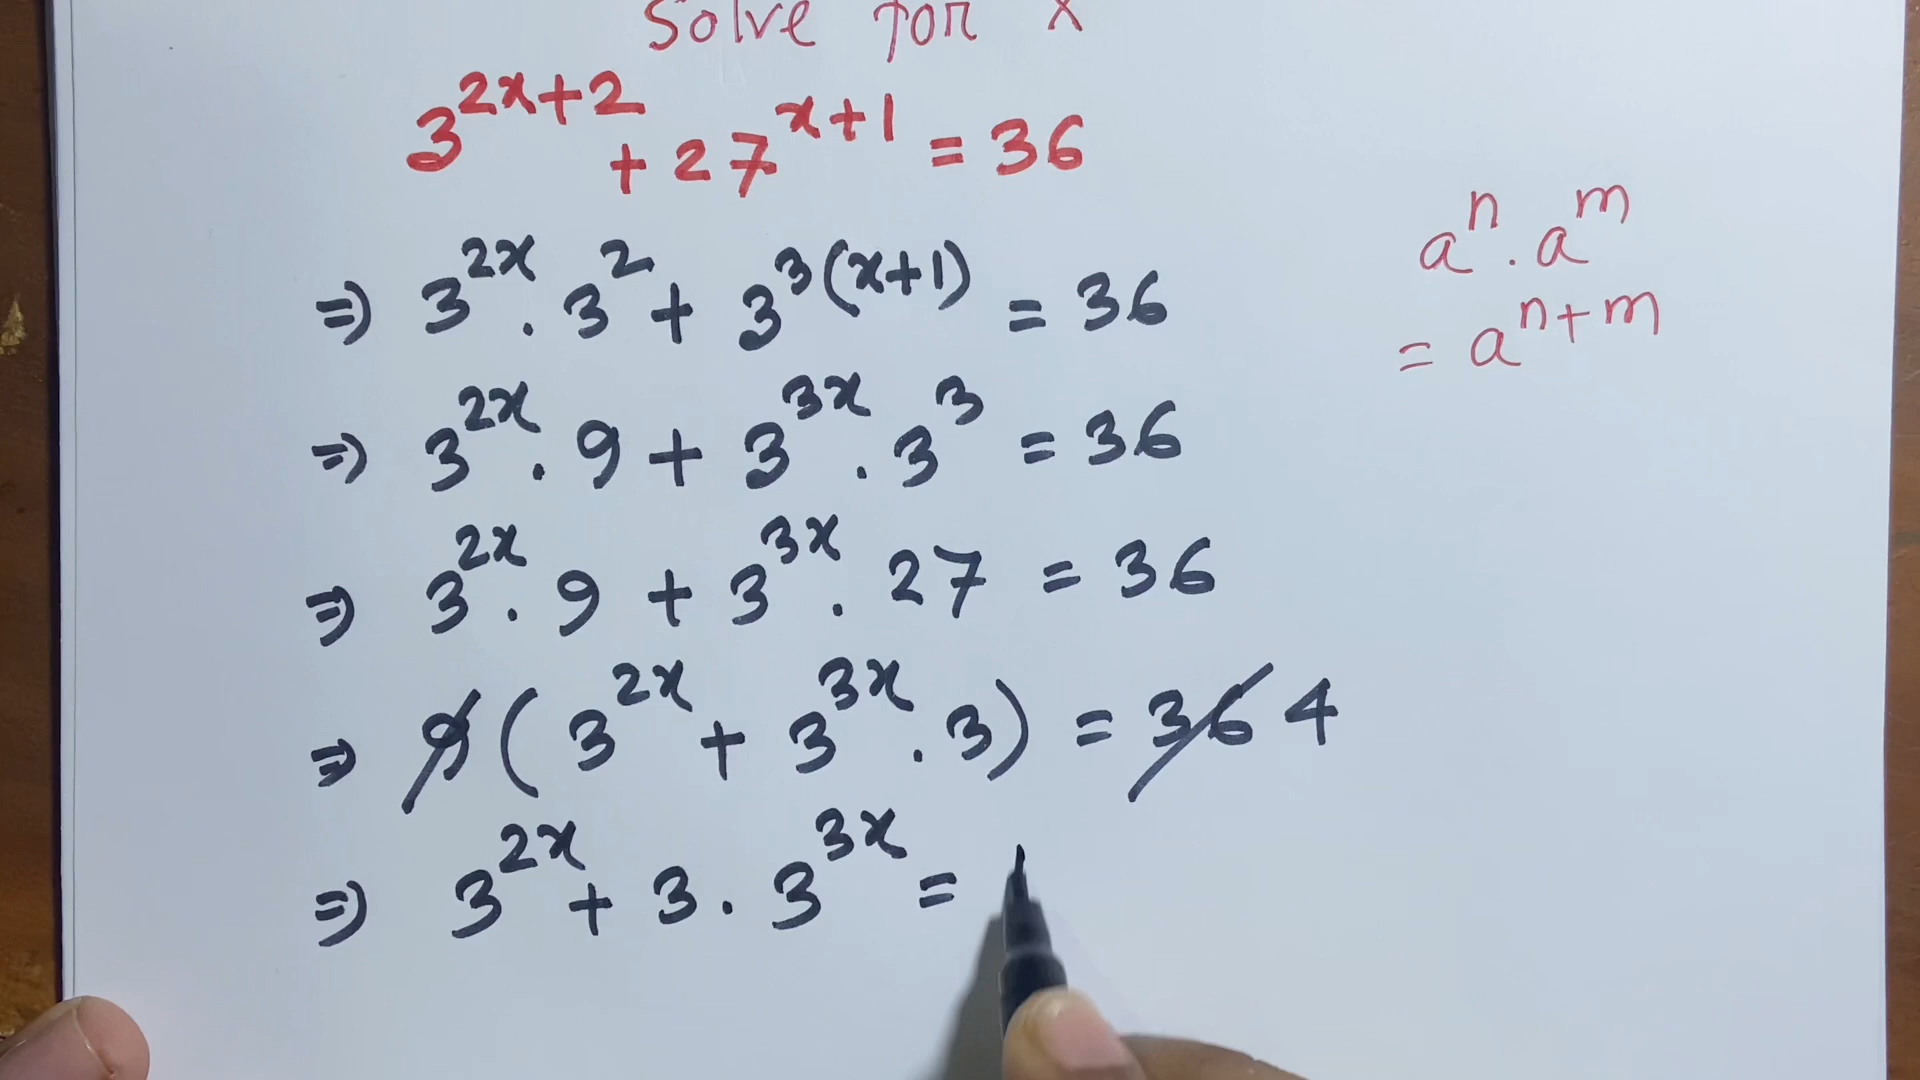 Solve for x
3^{2x+2} + 27^{x+1} = 36
⇒ 3^{2x} . 3^2 + 3^{3(x+1)} = 36
⇒ 3^{2x} . 9 + 3^{3x} . 3^3 = 36
⇒ 3^{2x} . 9 + 3^{3x} . 27 = 36
⇒ 9 ( 3^{2x} + 3^{3x} . 3 ) = 36 4
⇒ 3^{2x} + 3 . 3^{3x} =
a^n . a^m
= a^{n+m}